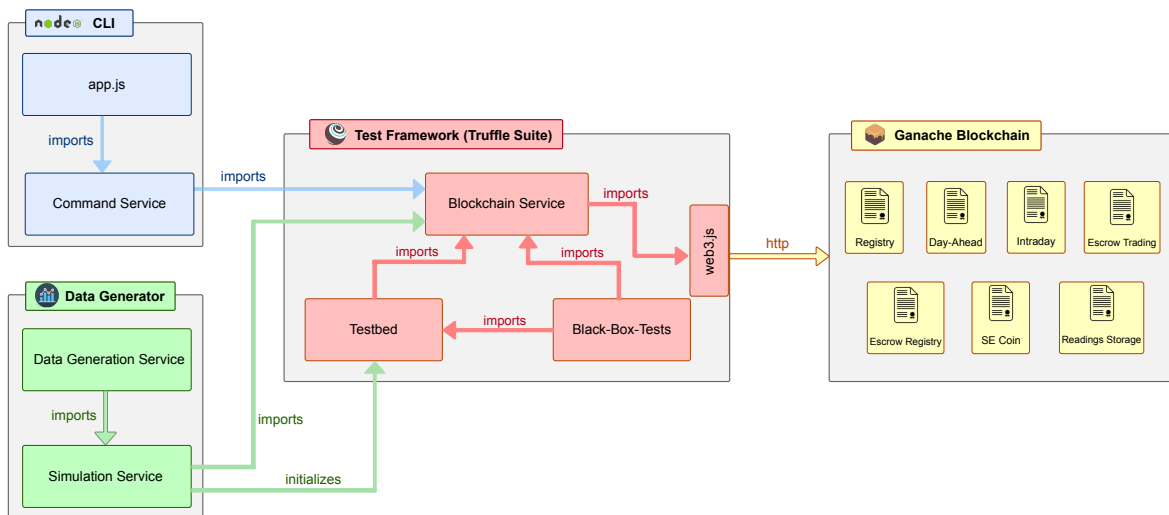 node CLI
app.js
imports
Command Service
imports
Data Generator
Data Generation Service
imports
Simulation Service
imports
initializes
Test Framework (Truffle Suite)
Blockchain Service
imports
imports
imports
Testbed
imports
Black-Box-Tests
web3.js
http
Ganache Blockchain
Registry
Day-Ahead
Intraday
Escrow Trading
Escrow Registry
SE Coin
Readings Storage